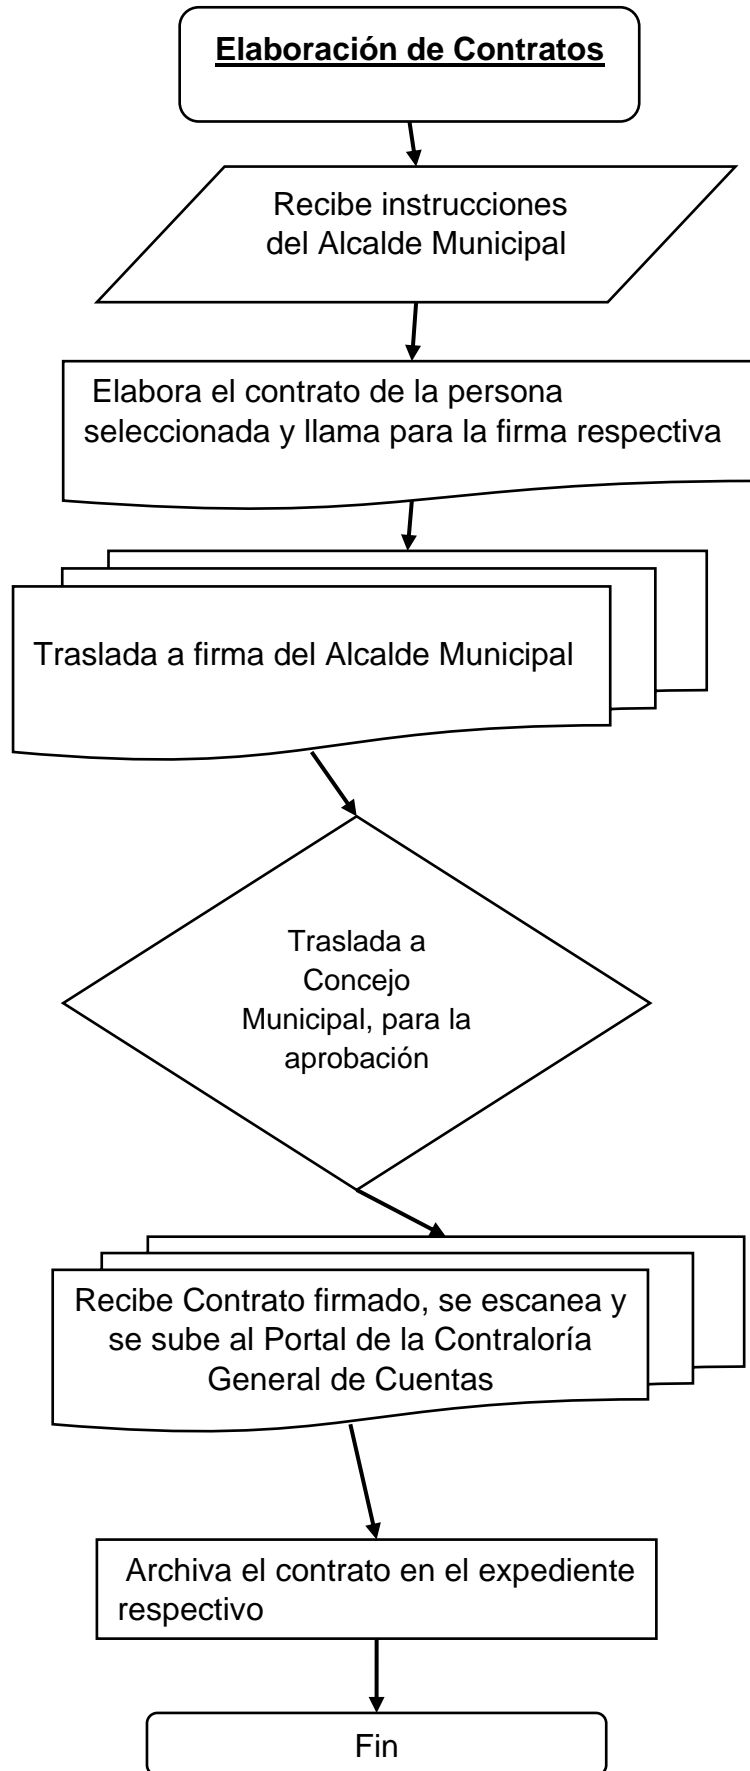 Elaboración de Contratos
Recibe instrucciones
del Alcalde Municipal
Elabora el contrato de la persona
seleccionada y llama para la firma respectiva
Traslada a firma del Alcalde Municipal
Traslada a
Concejo
Municipal, para la
aprobación
Recibe Contrato firmado, se escanea y
se sube al Portal de la Contraloría
General de Cuentas
Archiva el contrato en el expediente
respectivo
Fin